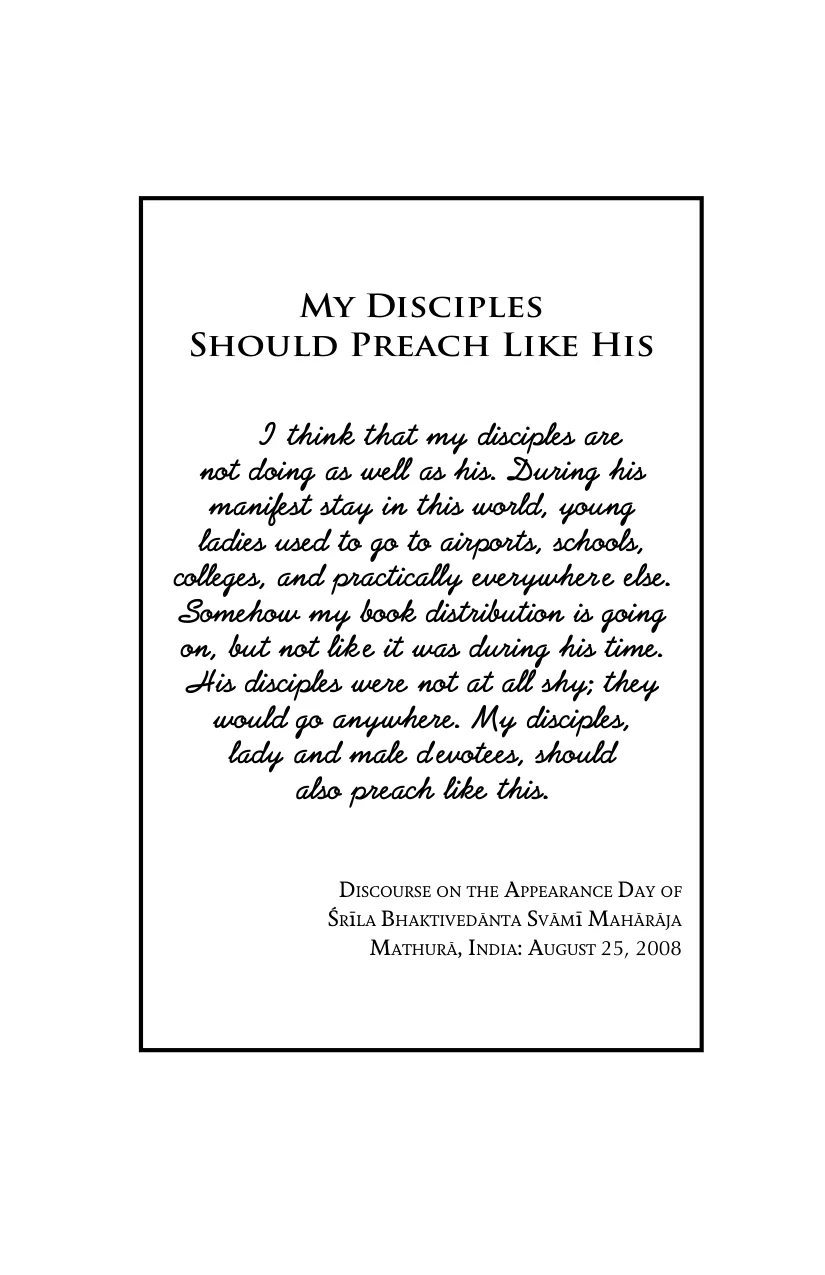 My Disciples
Should Preach Like His
I think that my disciples are
not doing as well as his. During his
manifest stay in this world, young
ladies used to go to airports, schools,
colleges, and practically everywhere else.
Somehow my book distribution is going
on, but not like it was during his time.
His disciples were not at all shy; they
would go anywhere. My disciples,
lady and male devotees, should
also preach like this.
Discourse on the Appearance Day of
Śrīla Bhaktivedānta Svāmī Mahārāja
Mathurā, India: August 25, 2008